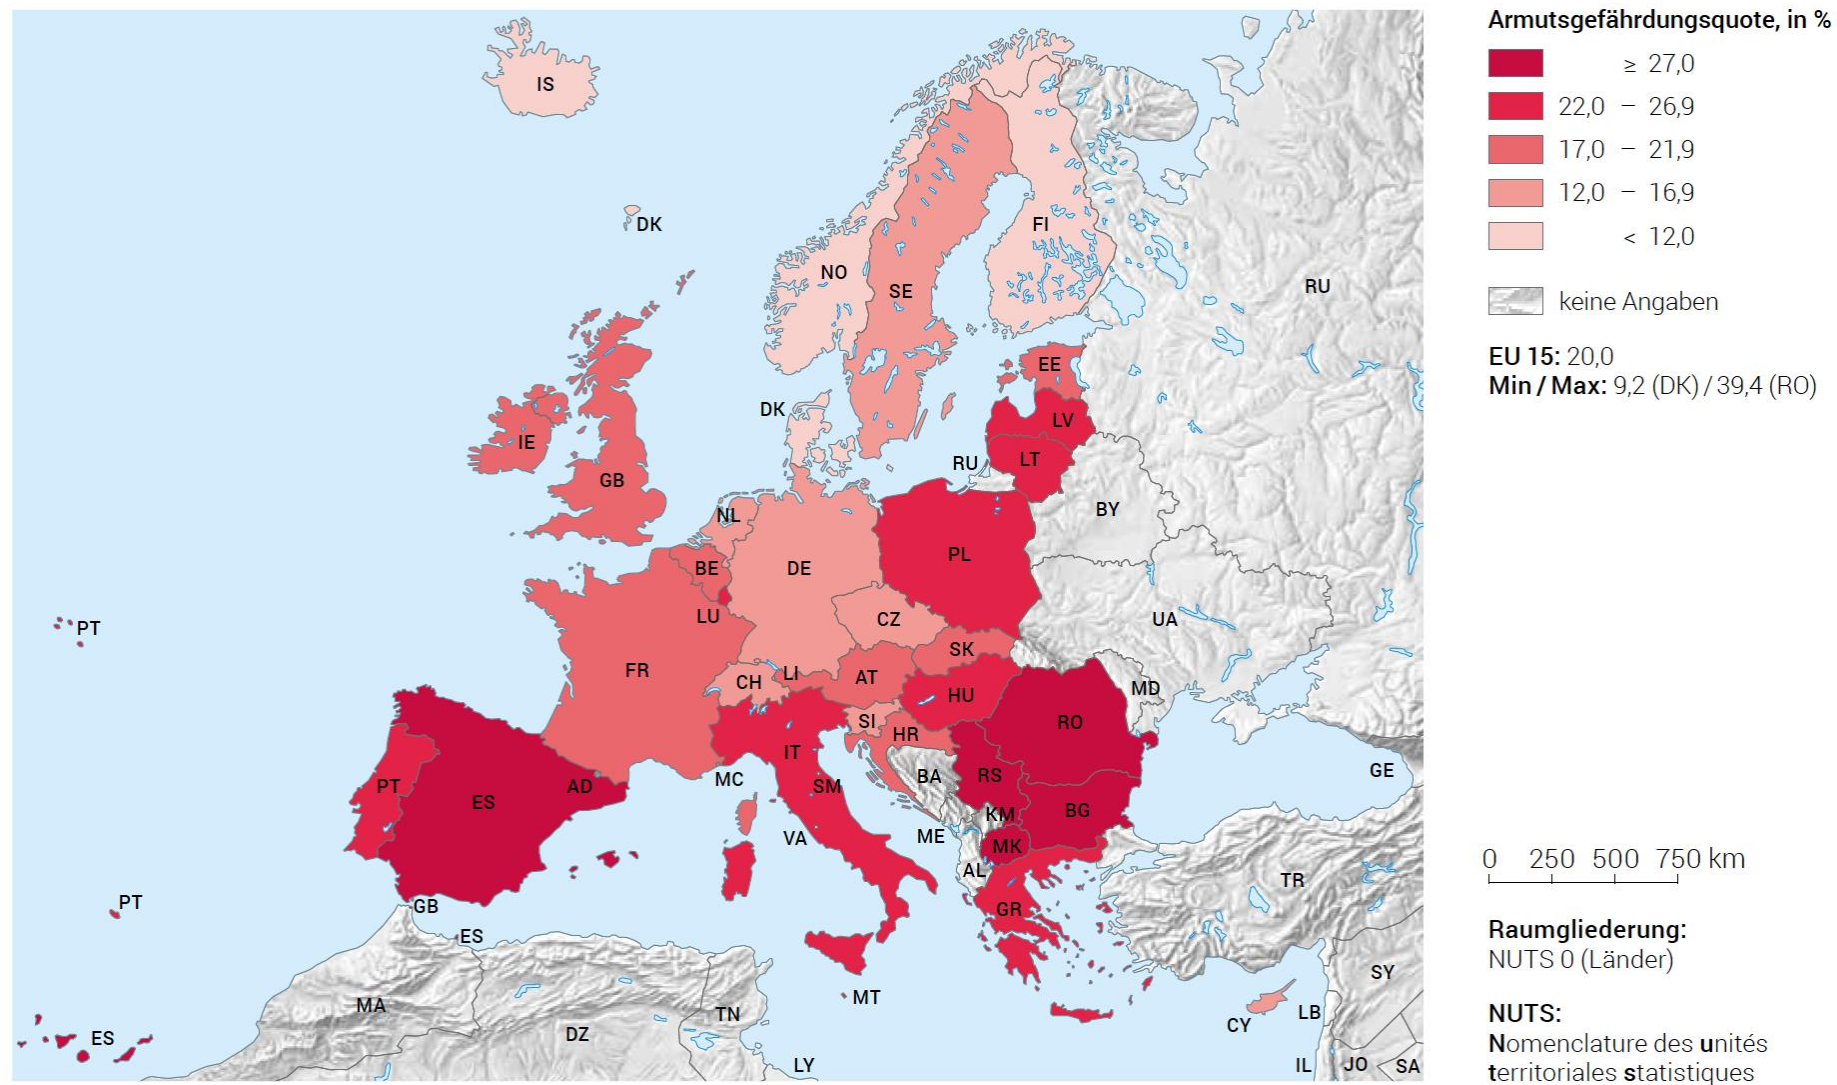 IS
DK
NO
SE
FI
RU
EE
LV
LT
RU
DK
IE
GB
NL
BE
LU
DE
PL
BY
UA
CZ
SK
FR
CH
LI
AT
HU
MD
RO
SI
HR
PT
PT
ES
AD
MC
IT
SM
VA
BA
RS
KM
ME
MK
AL
BG
GR
GE
TR
PT
GB
ES
MT
MA
DZ
TN
LY
ES
CY
LB
SY
IL
JO
SA
Armutsgefährdungsquote, in %
≥ 27,0
22,0 – 26,9
17,0 – 21,9
12,0 – 16,9
< 12,0
keine Angaben
EU 15: 20,0
Min / Max: 9,2 (DK) / 39,4 (RO)
0 250 500 750 km
Raumgliederung:
NUTS 0 (Länder)
NUTS:
Nomenclature des unités
territoriales statistiques